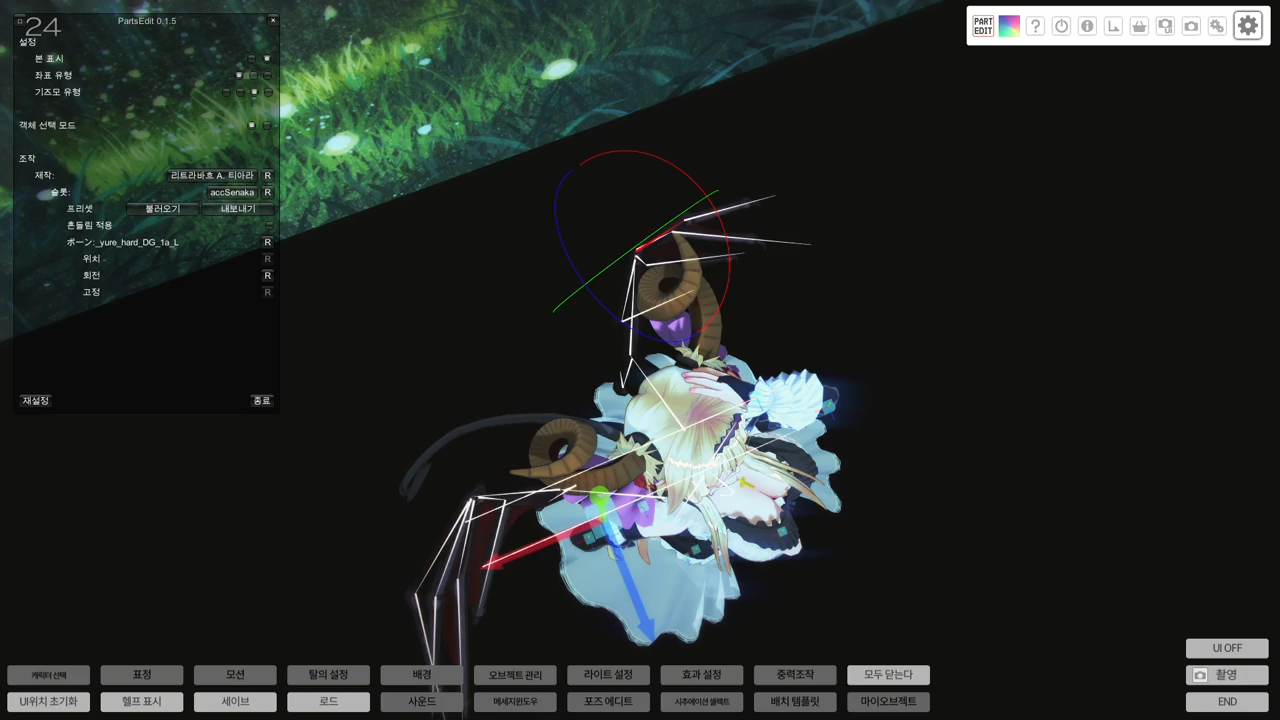 24
PartsEdit 0.1.5
설정
본 표시
좌표 유형
기즈모 유형
객체 선택 모드
조작
제작: 리트라바흐 A. 티아라 R
슬롯: accSenaka R
프리셋 불러오기 내보내기
흔들림 적용
ボーン:_yure_hard_DG_1a_L R
위치 R
회전 R
고정 R
재설정 종료
PART EDIT
UI
UI OFF
캐릭터 선택 표정 모션 탈의 설정 배경 오브젝트 관리 라이트 설정 효과 설정 중력조작 모두 닫는다 촬영
UI위치 초기화 헬프 표시 세이브 로드 사운드 메세지윈도우 포즈 에디트 시추에이션 셀렉트 배치 템플릿 마이오브젝트 END